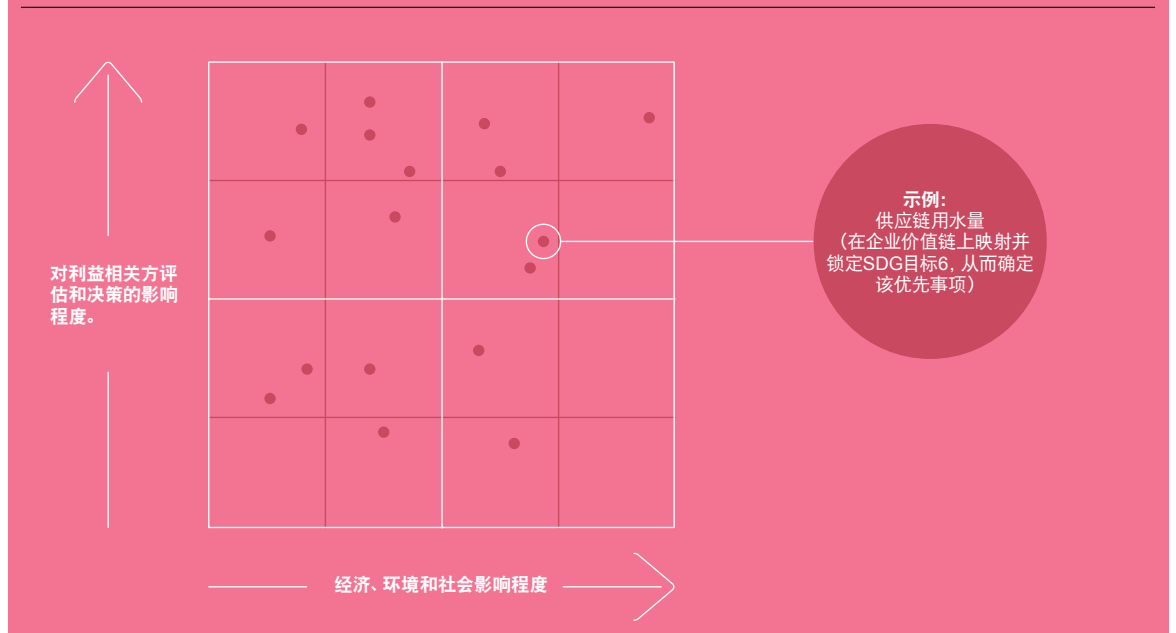 对利益相关方评
估和决策的影响
程度。
示例:
供应链用水量
（在企业价值链上映射并
锁定SDG目标6, 从而确定
该优先事项）
经济、环境和社会影响程度